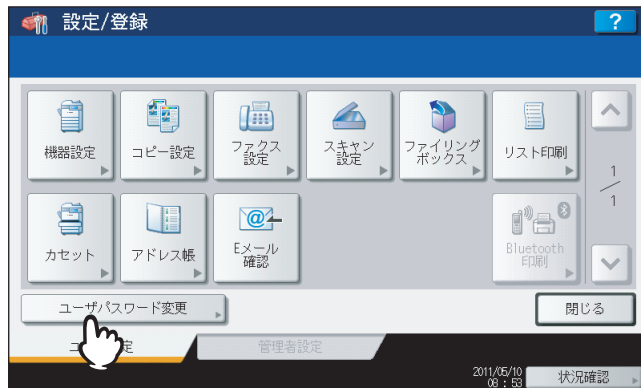 設定/登録
?
機器設定
コピー設定
ファクス
設定
スキャン
設定
ファイリング
ボックス
リスト印刷
1
1
カセット
アドレス帳
Eメール
確認
Bluetooth
印刷
ユーザパスワード変更
閉じる
管理者設定
2011/05/10
08 : 53
状況確認